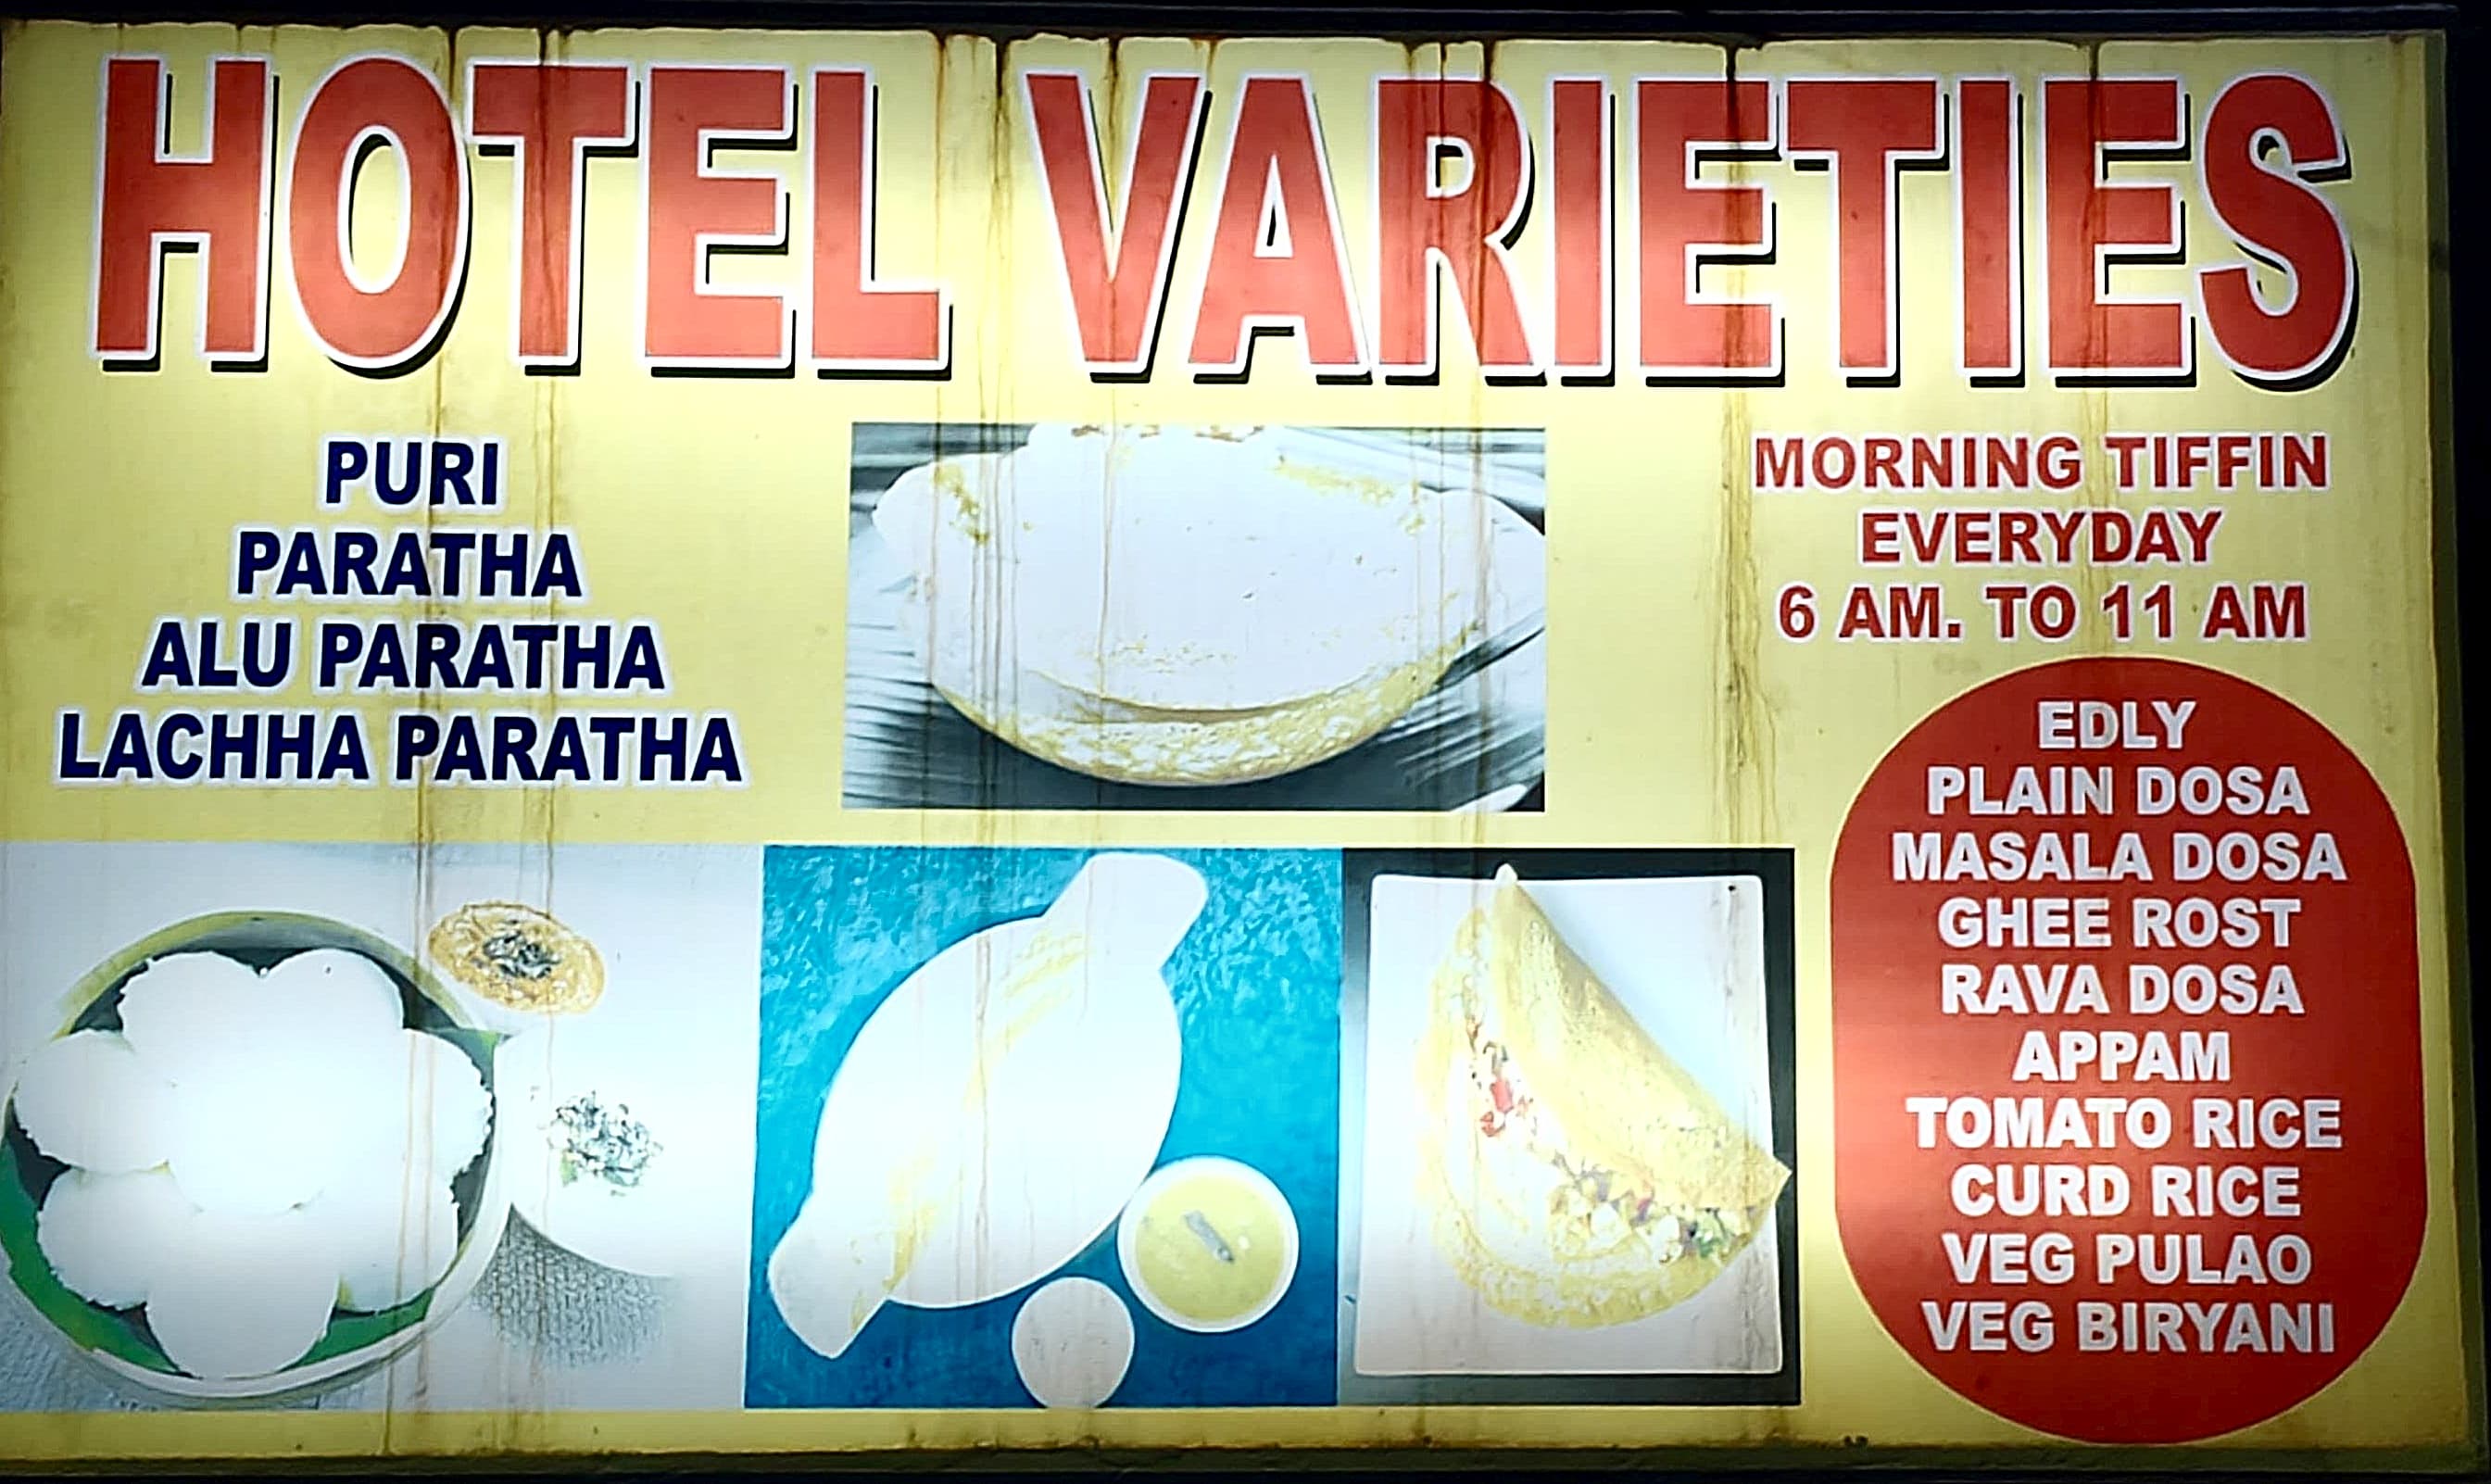 HOTEL VARIETIES
PURI
PARATHA
ALU PARATHA
LACHHA PARATHA
MORNING TIFFIN
EVERYDAY
6 AM. TO 11 AM
EDLY
PLAIN DOSA
MASALA DOSA
GHEE ROST
RAVA DOSA
APPAM
TOMATO RICE
CURD RICE
VEG PULAO
VEG BIRYANI